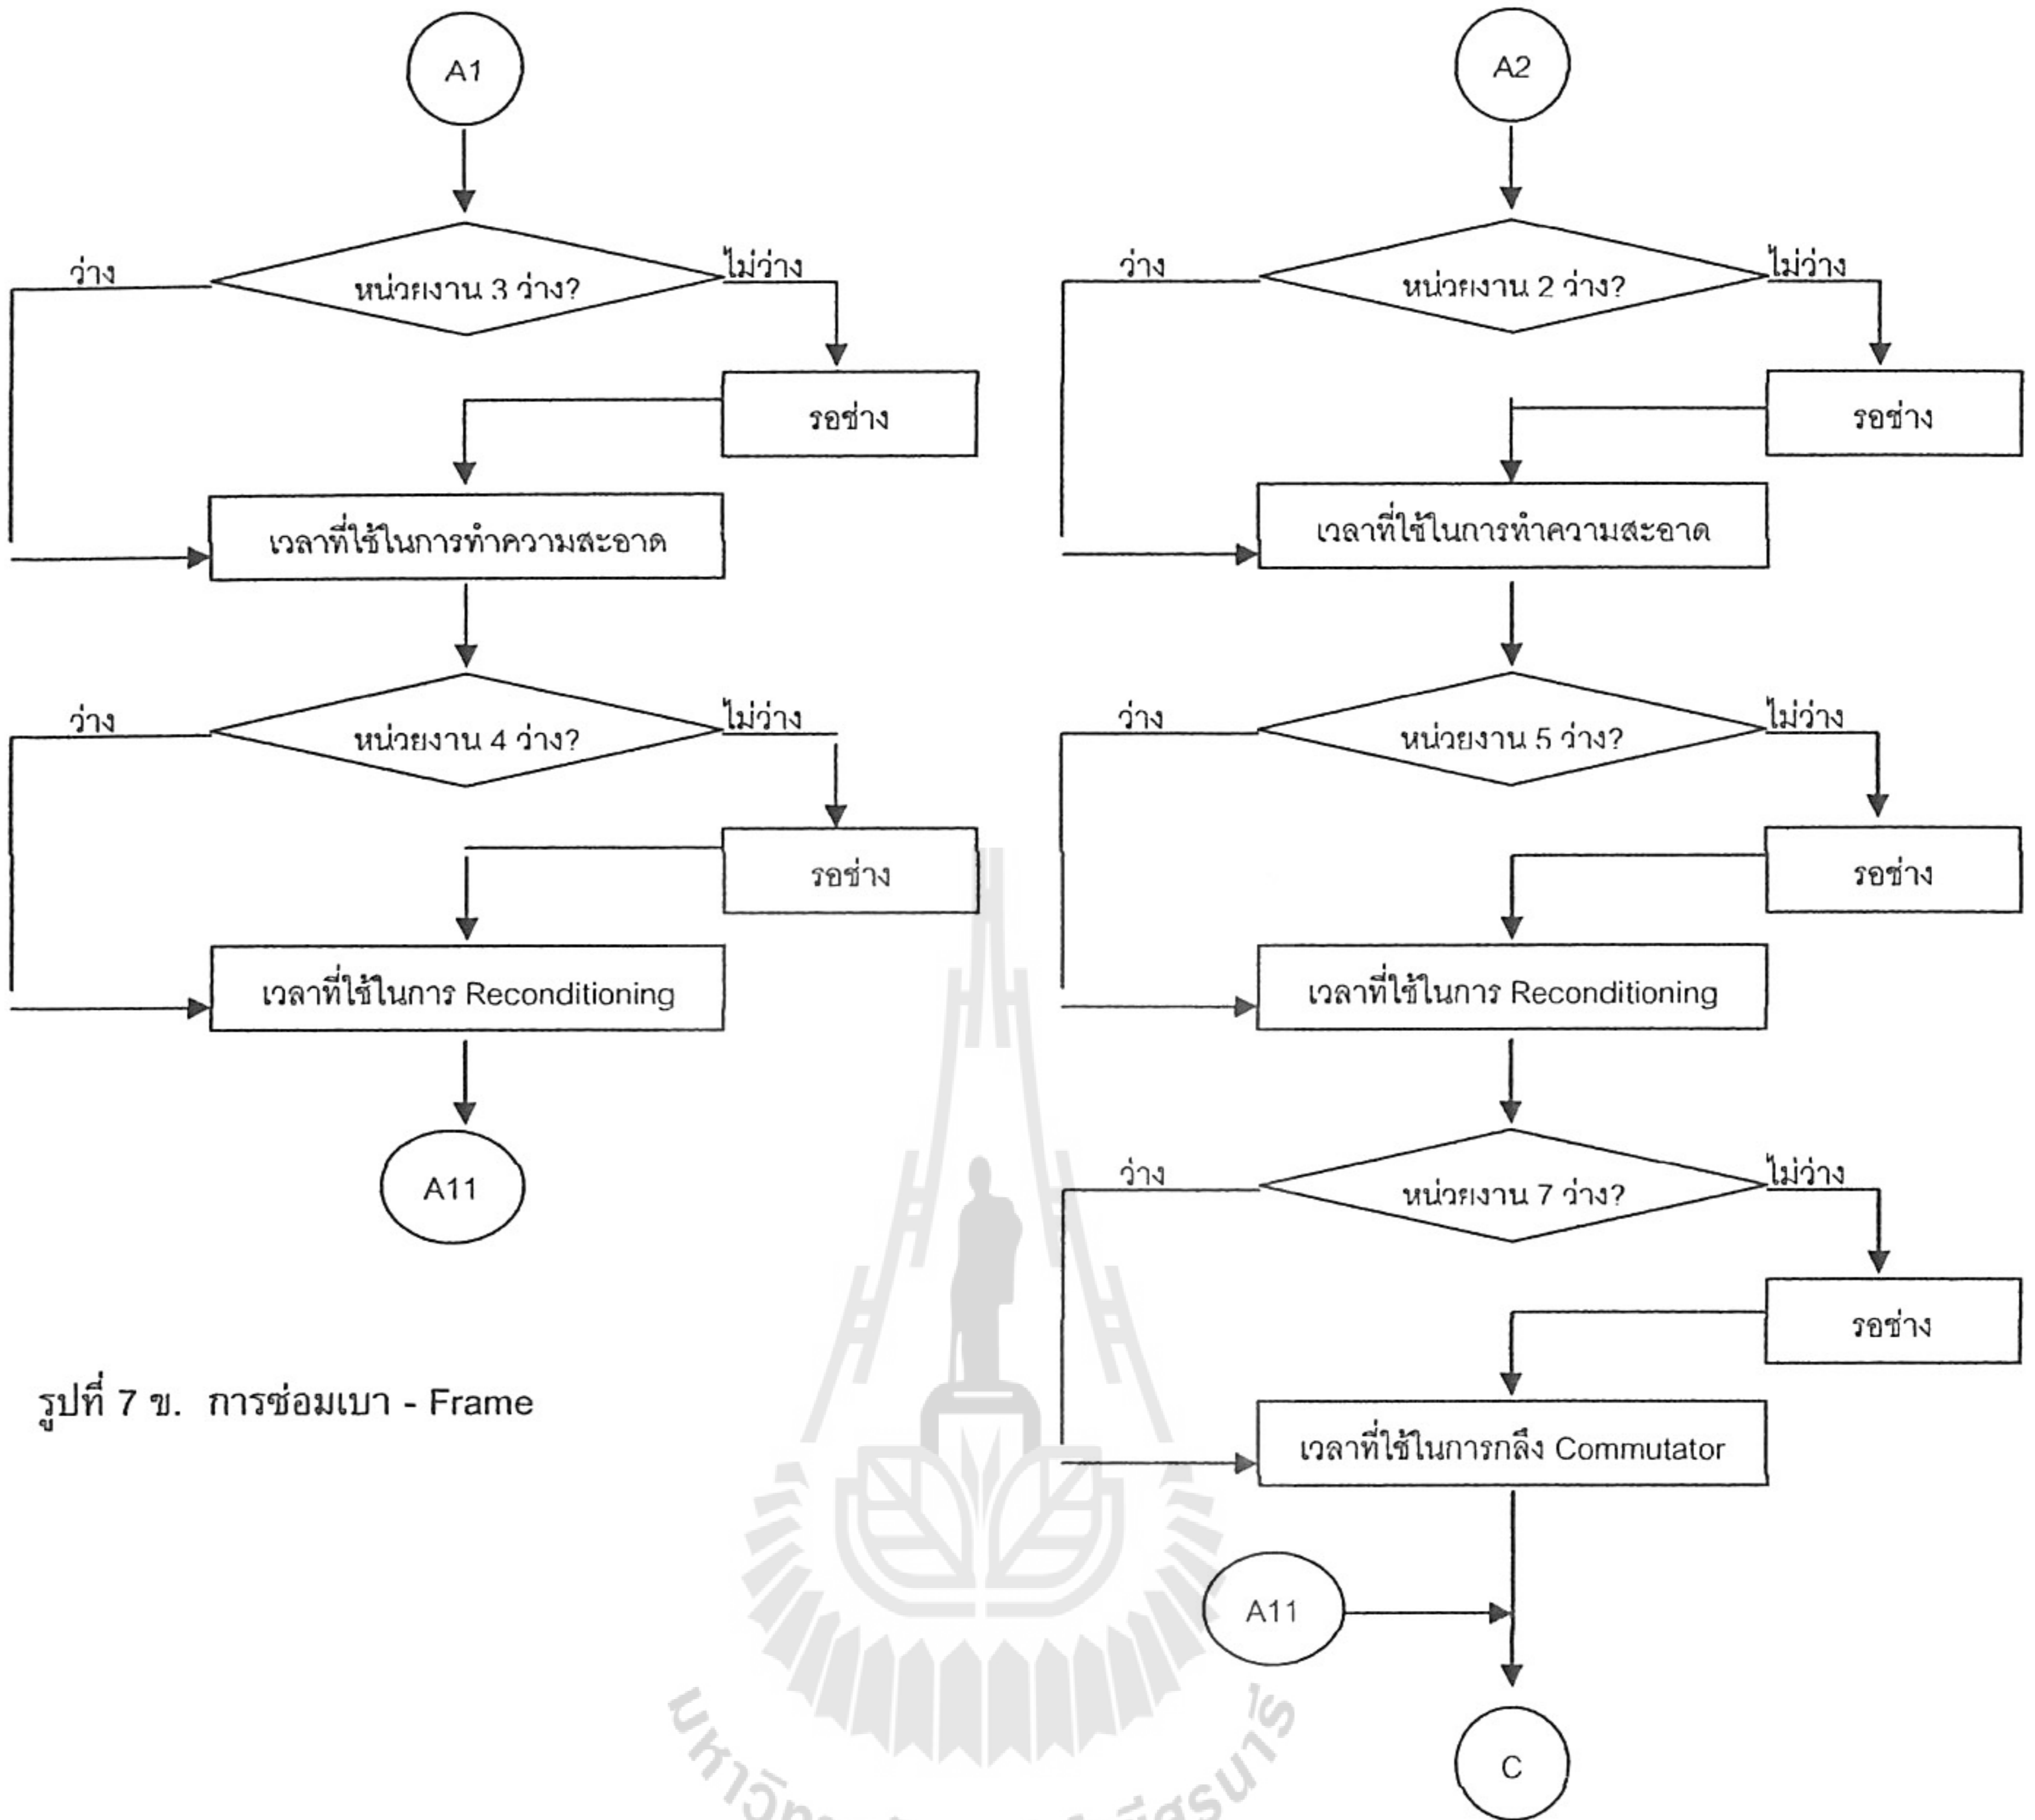 A1
หน่วยงาน 3 ว่าง?
ว่าง
ไม่ว่าง
รอช่าง
เวลาที่ใช้ในการทำความสะอาด
หน่วยงาน 4 ว่าง?
ว่าง
ไม่ว่าง
รอช่าง
เวลาที่ใช้ในการ Reconditioning
A11
รูปที่ 7 ข. การซ่อมเบา - Frame
A2
หน่วยงาน 2 ว่าง?
ว่าง
ไม่ว่าง
รอช่าง
เวลาที่ใช้ในการทำความสะอาด
หน่วยงาน 5 ว่าง?
ว่าง
ไม่ว่าง
รอช่าง
เวลาที่ใช้ในการ Reconditioning
หน่วยงาน 7 ว่าง?
ว่าง
ไม่ว่าง
รอช่าง
เวลาที่ใช้ในการกลึง Commutator
A11
C